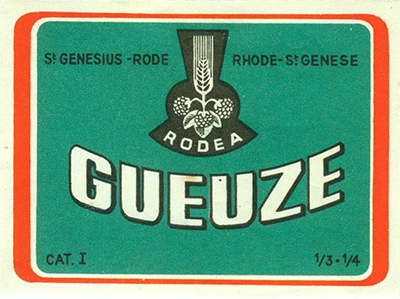 St GENESIUS-RODE RHODE-St GENESE
RODEA
GUEUZE
CAT. I 1/3-1/4